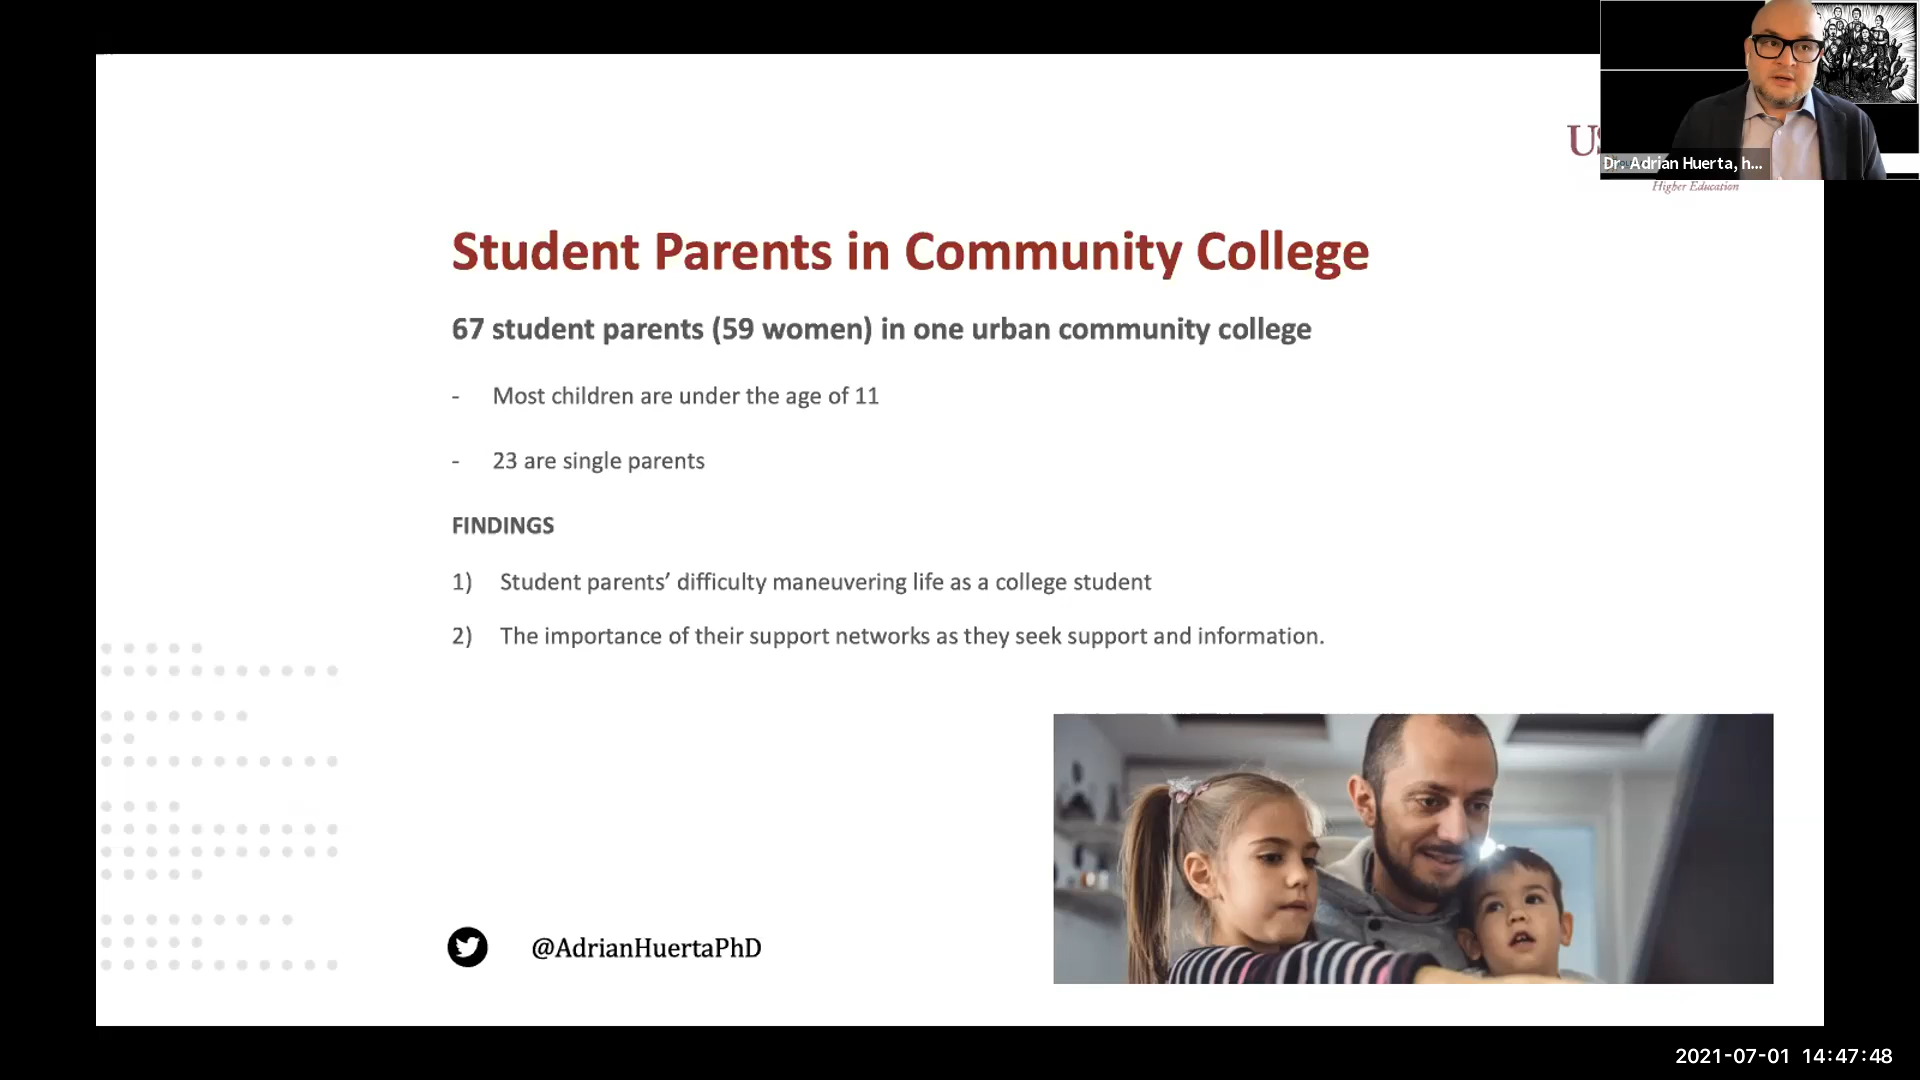 Dr. Adrian Huerta, h...
Higher Education
Student Parents in Community College
67 student parents (59 women) in one urban community college
- Most children are under the age of 11
- 23 are single parents
FINDINGS
1) Student parents’ difficulty maneuvering life as a college student
2) The importance of their support networks as they seek support and information.
@AdrianHuertaPhD
2021-07-01 14:47:48